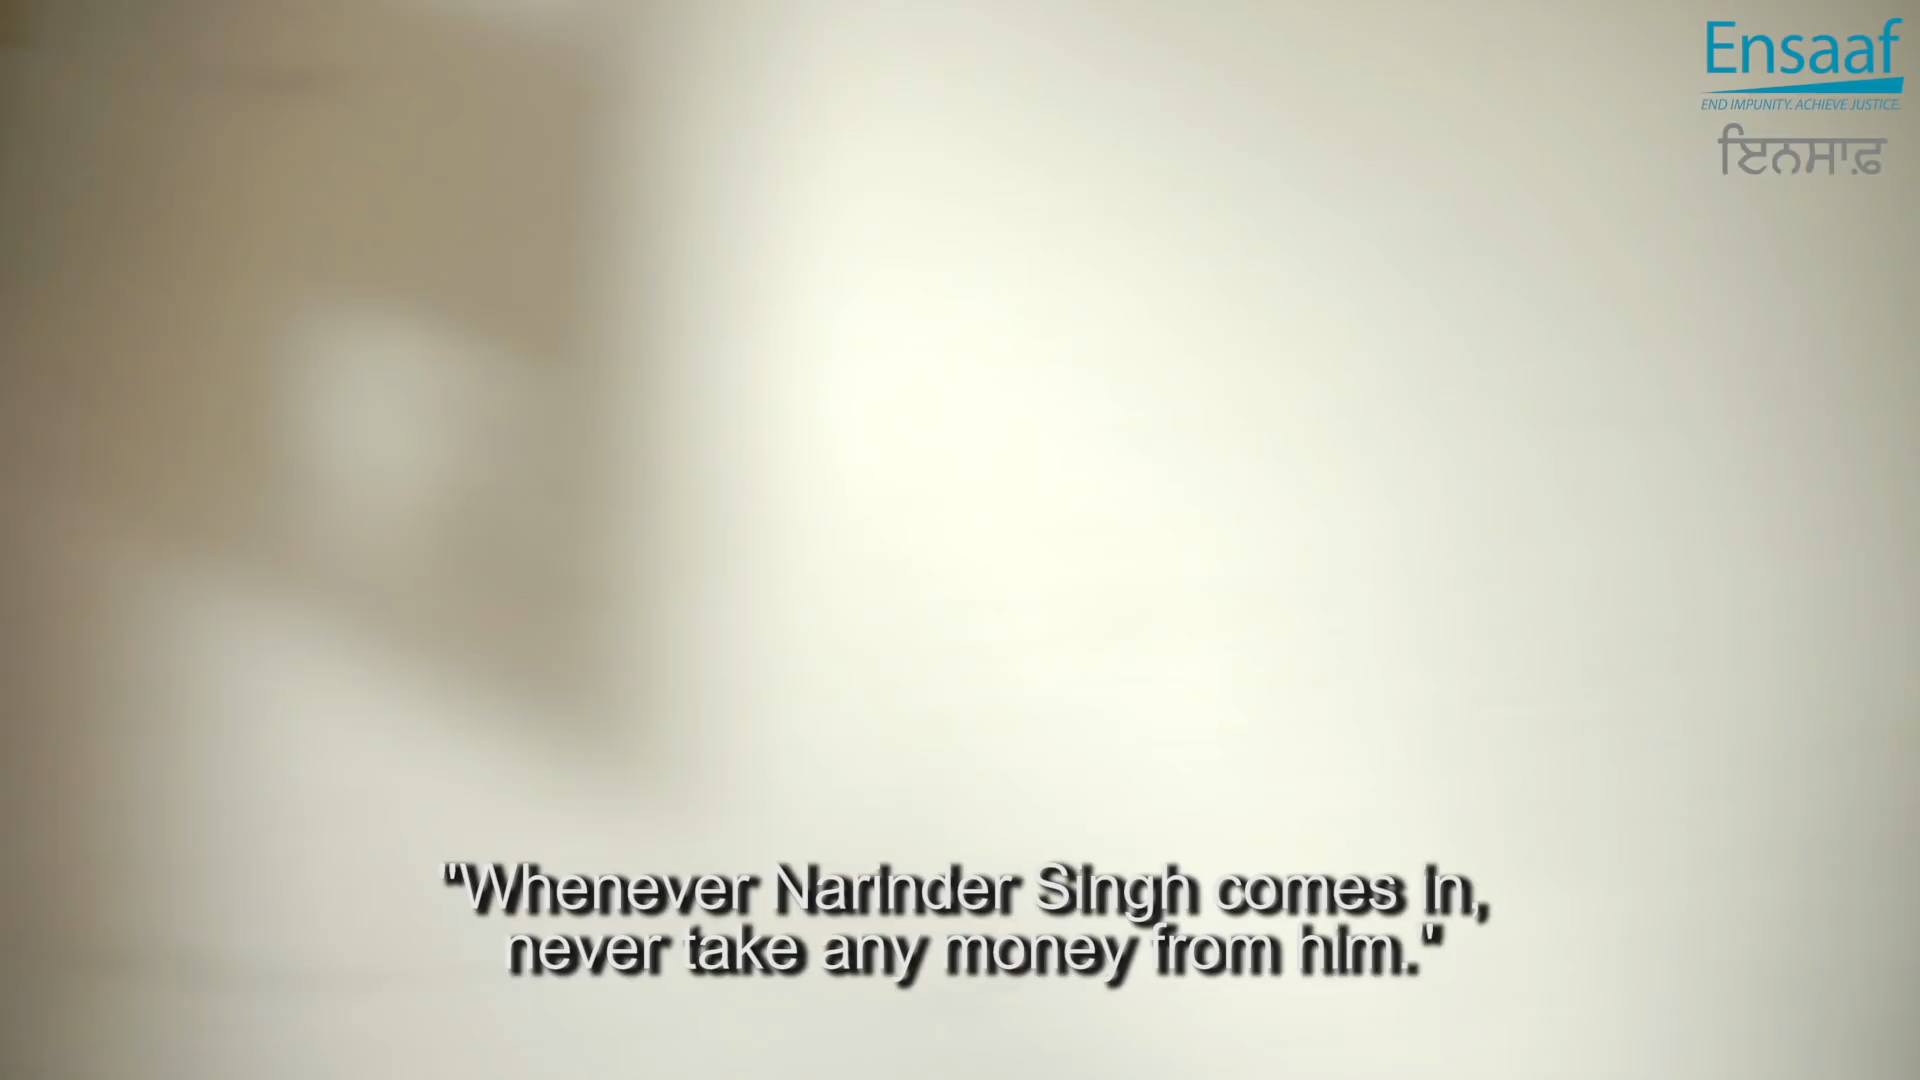 Ensaaf
END IMPUNITY. ACHIEVE JUSTICE.
ਇਨਸਾਫ਼
"Whenever Narinder Singh comes in,
never take any money from him."